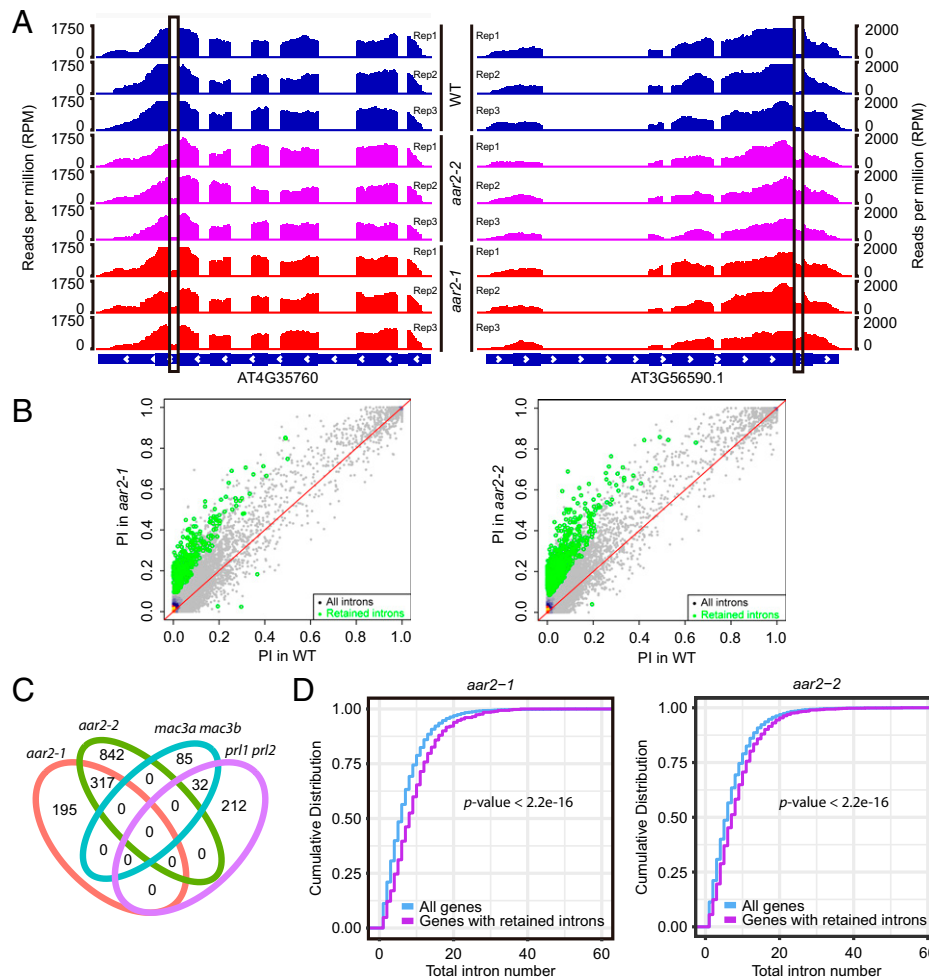 A
Reads per million (RPM)
1750
0
Rep1
1750
0
Rep2
1750
0
Rep3
1750
0
Rep1
1750
0
Rep2
1750
0
Rep3
1750
0
Rep1
1750
0
Rep2
1750
0
Rep3
AT4G35760
WT
aar2-2
aar2-1
Rep1
2000
0
Rep2
2000
0
Rep3
2000
0
Rep1
2000
0
Rep2
2000
0
Rep3
2000
0
Rep1
2000
0
Rep2
2000
0
Rep3
2000
0
Reads per million (RPM)
AT3G56590.1
B
PI in aar2-1
1.0
0.8
0.6
0.4
0.2
0.0
All introns
Retained introns
0.0 0.2 0.4 0.6 0.8 1.0
PI in WT
PI in aar2-2
1.0
0.8
0.6
0.4
0.2
0.0
All introns
Retained introns
0.0 0.2 0.4 0.6 0.8 1.0
PI in WT
C
aar2-1
aar2-2
mac3a mac3b
prl1 prl2
842
85
0
317
32
195
212
0
0
0
0
0
0
0
0
D
aar2−1
Cumulative Distribution
1.00
0.75
0.50
0.25
0.00
p-value < 2.2e-16
All genes
Genes with retained introns
0 20 40 60
Total intron number
aar2−2
Cumulative Distribution
1.00
0.75
0.50
0.25
0.00
p-value < 2.2e-16
All genes
Genes with retained introns
0 20 40 60
Total intron number